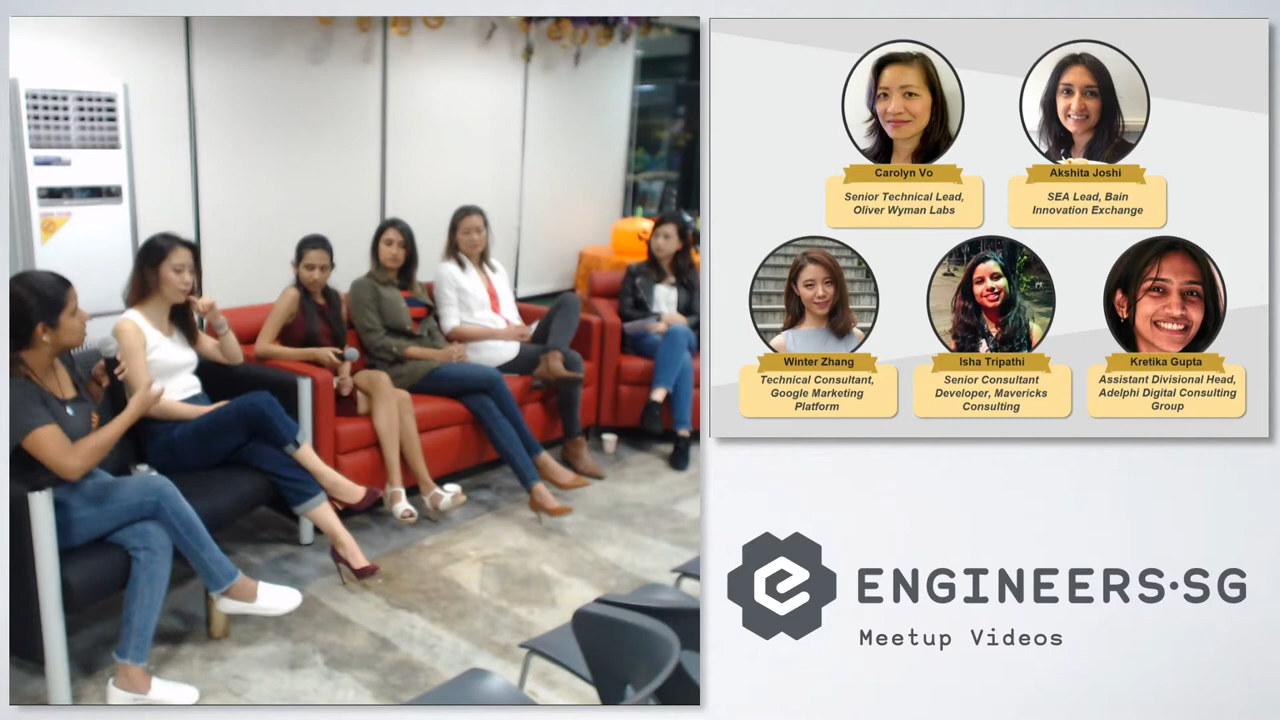 Carolyn Vo
Senior Technical Lead,
Oliver Wyman Labs
Akshita Joshi
SEA Lead, Bain
Innovation Exchange
Winter Zhang
Technical Consultant,
Google Marketing
Platform
Isha Tripathi
Senior Consultant
Developer, Mavericks
Consulting
Kretika Gupta
Assistant Divisional Head,
Adelphi Digital Consulting
Group
ENGINEERS·SG
Meetup Videos